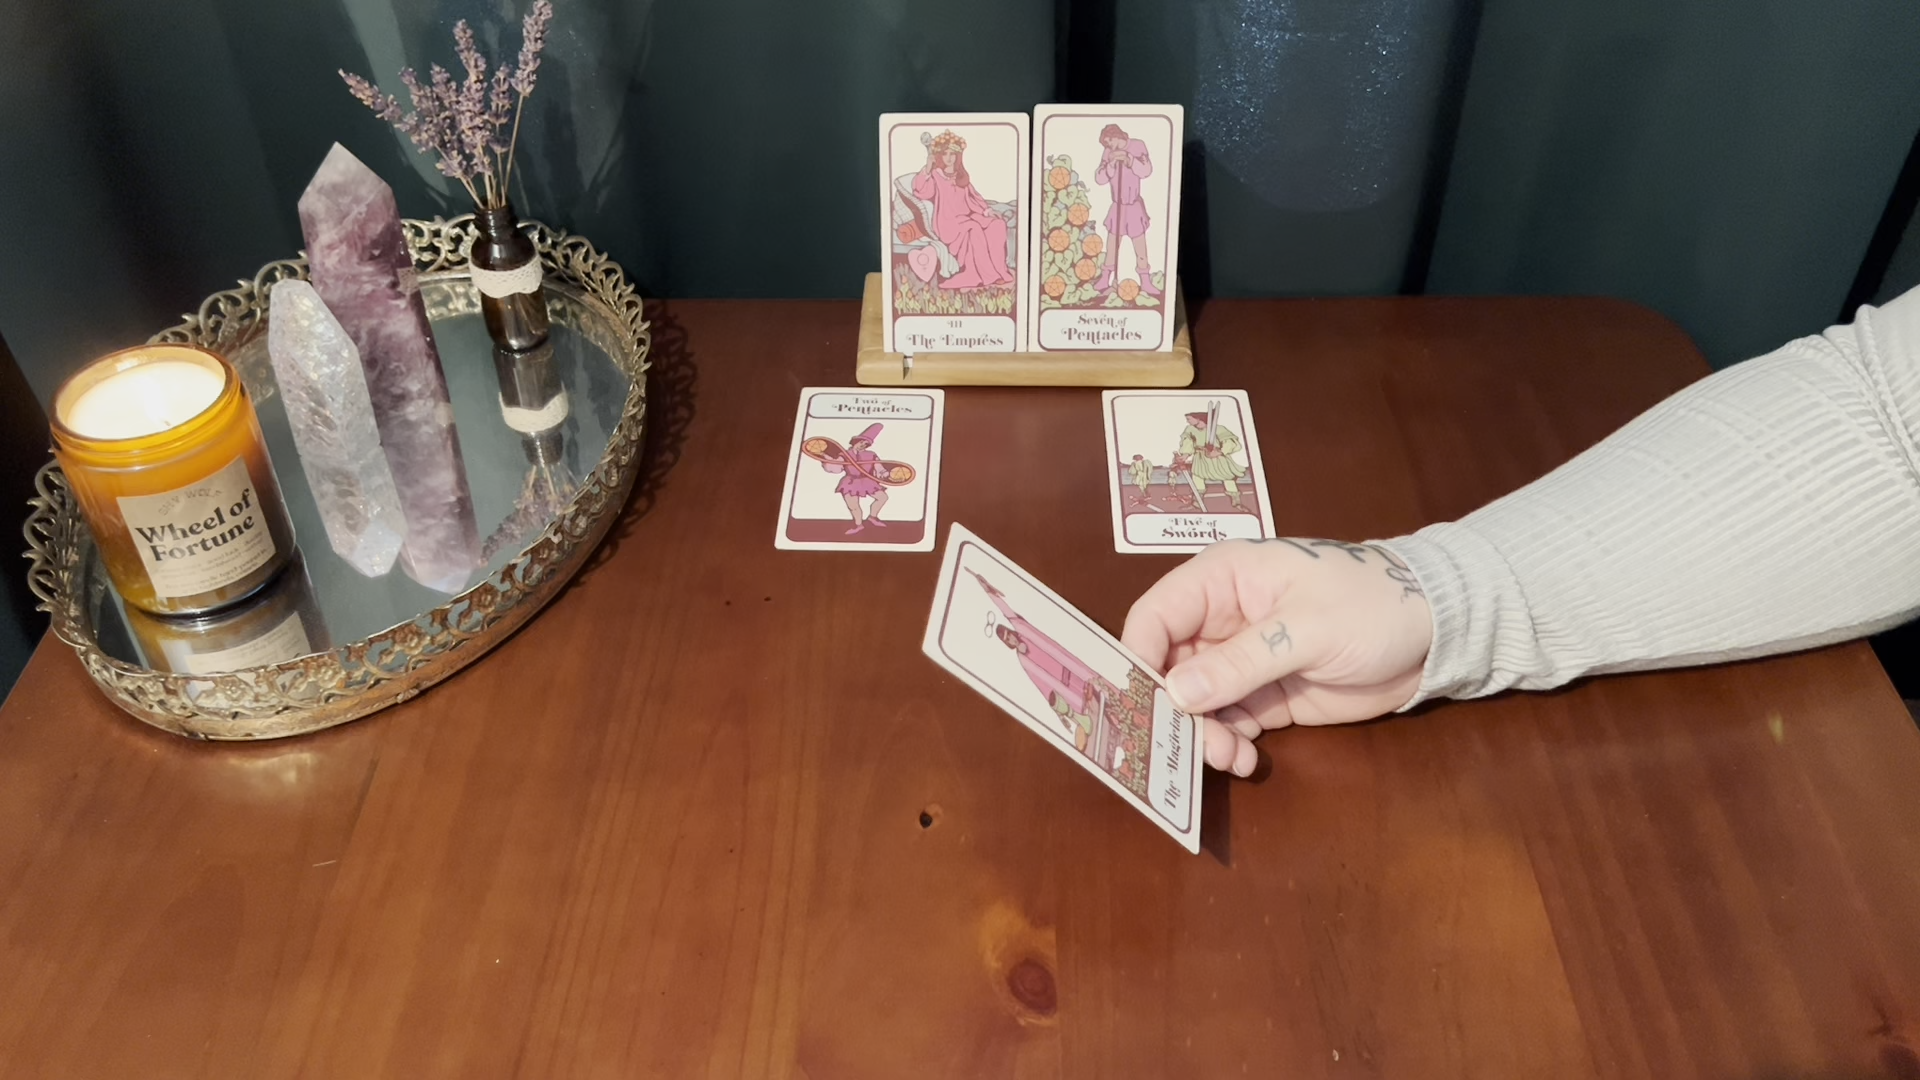 III
The Empress
Seven of
Pentacles
Two of
Pentacles
Five of
Swords
I
The Magician
Wheel of
Fortune